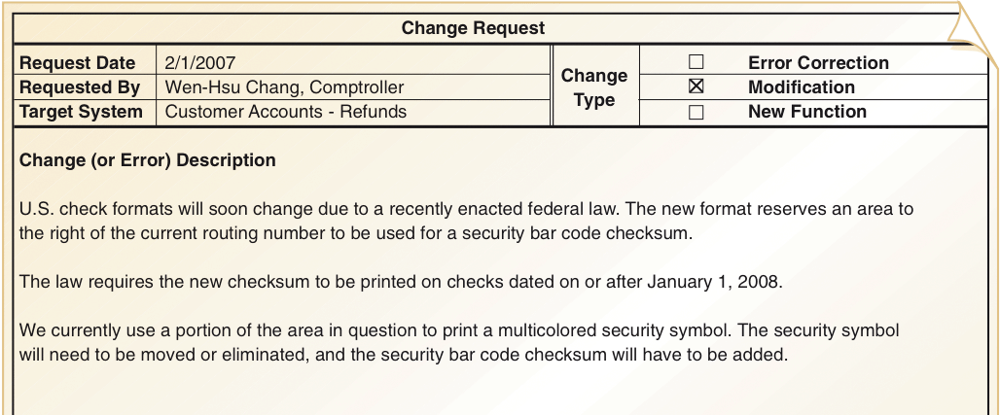 Change Request
Request Date 2/1/2007
Requested By Wen-Hsu Chang, Comptroller
Target System Customer Accounts - Refunds
Change
Type
☐ Error Correction
☒ Modification
☐ New Function
Change (or Error) Description
U.S. check formats will soon change due to a recently enacted federal law. The new format reserves an area to
the right of the current routing number to be used for a security bar code checksum.
The law requires the new checksum to be printed on checks dated on or after January 1, 2008.
We currently use a portion of the area in question to print a multicolored security symbol. The security symbol
will need to be moved or eliminated, and the security bar code checksum will have to be added.